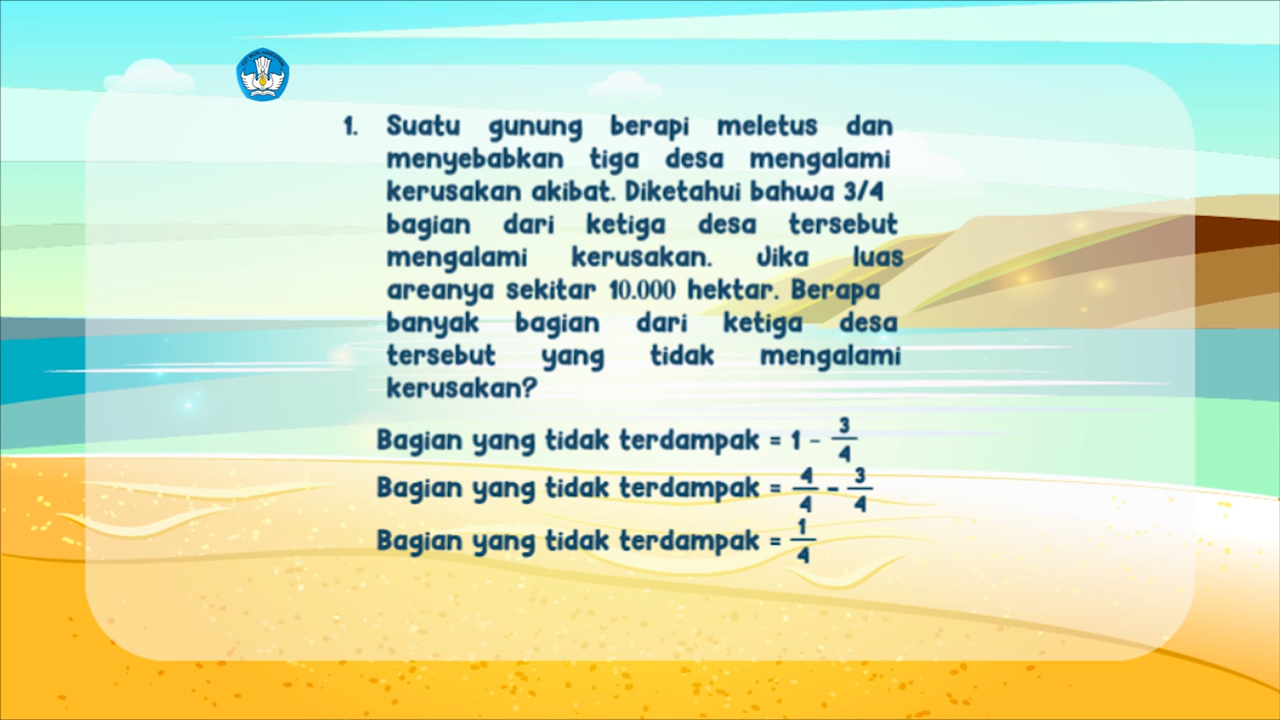 1. Suatu gunung berapi meletus dan
menyebabkan tiga desa mengalami
kerusakan akibat. Diketahui bahwa 3/4
bagian dari ketiga desa tersebut
mengalami kerusakan. Jika luas
areanya sekitar 10.000 hektar. Berapa
banyak bagian dari ketiga desa
tersebut yang tidak mengalami
kerusakan?
Bagian yang tidak terdampak = 1 - 3/4
Bagian yang tidak terdampak = 4/4 - 3/4
Bagian yang tidak terdampak = 1/4